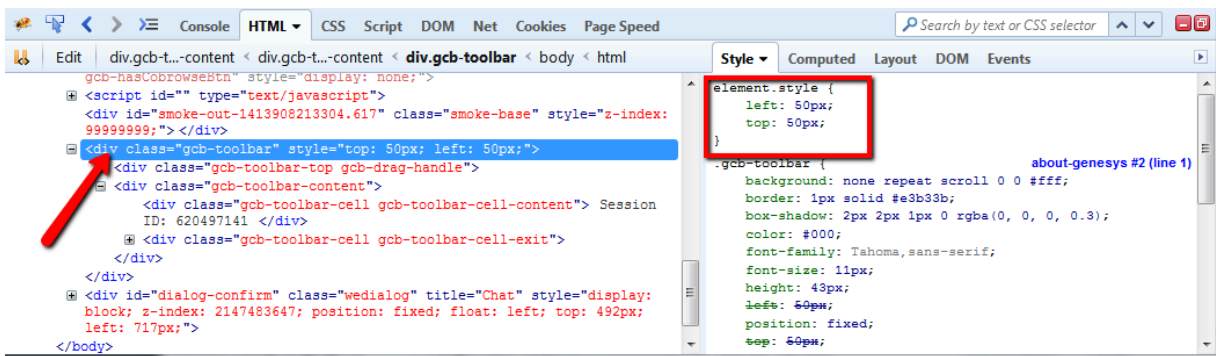 Console HTML CSS Script DOM Net Cookies Page Speed
Search by text or CSS selector
Edit div.gcb-t...-content < div.gcb-t...-content < div.gcb-toolbar < body < html
gcb-hasCobrowseBtn" style="display: none;">
<script id="" type="text/javascript">
<div id="smoke-out-1413908213304.617" class="smoke-base" style="z-index:
99999999;"> </div>
<div class="gcb-toolbar" style="top: 50px; left: 50px;">
<div class="gcb-toolbar-top gcb-drag-handle">
<div class="gcb-toolbar-content">
<div class="gcb-toolbar-cell gcb-toolbar-cell-content"> Session
ID: 620497141 </div>
<div class="gcb-toolbar-cell gcb-toolbar-cell-exit">
</div>
</div>
<div id="dialog-confirm" class="wedialog" title="Chat" style="display:
block; z-index: 2147483647; position: fixed; float: left; top: 492px;
left: 717px;">
</body>
Style Computed Layout DOM Events
element.style {
left: 50px;
top: 50px;
}
.gcb-toolbar { about-genesys #2 (line 1)
background: none repeat scroll 0 0 #fff;
border: 1px solid #e3b33b;
box-shadow: 2px 2px 1px 0 rgba(0, 0, 0, 0.3);
color: #000;
font-family: Tahoma,sans-serif;
font-size: 11px;
height: 43px;
left: 50px;
position: fixed;
top: 50px;